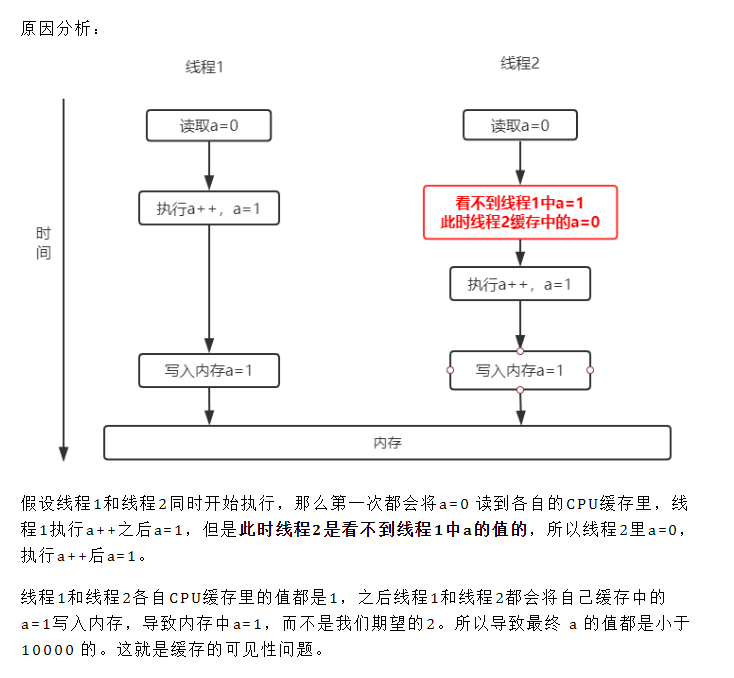 原因分析：
线程1
线程2
读取a=0
读取a=0
执行a++，a=1
看不到线程1中a=1
此时线程2缓存中的a=0
时
间
执行a++，a=1
写入内存a=1
写入内存a=1
内存
假设线程1和线程2同时开始执行，那么第一次都会将a=0 读到各自的CPU缓存里，线
程1执行a++之后a=1，但是此时线程2是看不到线程1中a的值的，所以线程2里a=0，
执行a++后a=1。
线程1和线程2各自CPU缓存里的值都是1，之后线程1和线程2都会将自己缓存中的
a=1写入内存，导致内存中a=1，而不是我们期望的2。所以导致最终 a 的值都是小于
10000 的。这就是缓存的可见性问题。